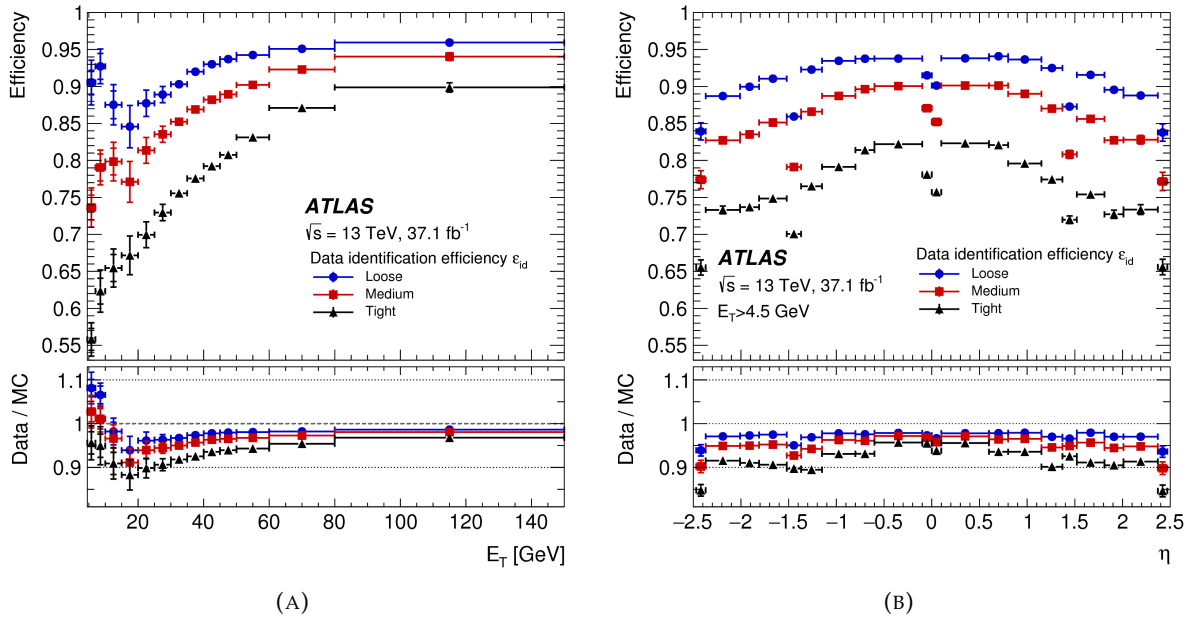 Efficiency
1
0.95
0.9
0.85
0.8
0.75
0.7
0.65
0.6
0.55
ATLAS
√s = 13 TeV, 37.1 fb⁻¹
Data identification efficiency ε_id
Loose
Medium
Tight
Data / MC
1.1
1
0.9
20 40 60 80 100 120 140
E_T [GeV]
(A)
Efficiency
1
0.95
0.9
0.85
0.8
0.75
0.7
0.65
0.6
0.55
ATLAS
√s = 13 TeV, 37.1 fb⁻¹
E_T>4.5 GeV
Data identification efficiency ε_id
Loose
Medium
Tight
Data / MC
1.1
1
0.9
−2.5 −2 −1.5 −1 −0.5 0 0.5 1 1.5 2 2.5
η
(B)